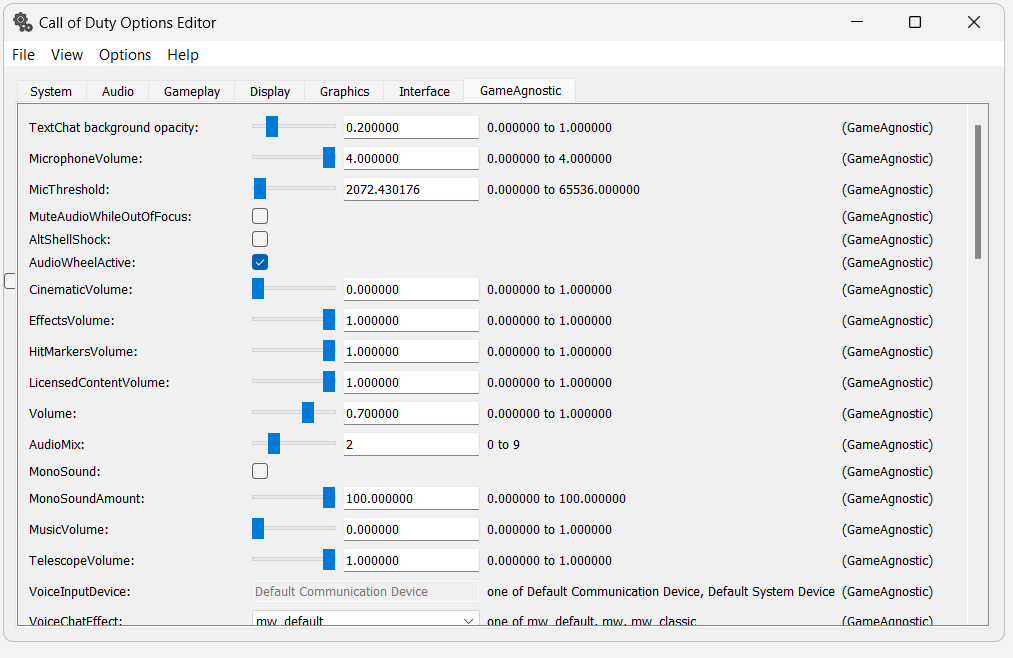 Call of Duty Options Editor
File View Options Help
System Audio Gameplay Display Graphics Interface GameAgnostic
TextChat background opacity: 0.200000 0.000000 to 1.000000 (GameAgnostic)
MicrophoneVolume: 4.000000 0.000000 to 4.000000 (GameAgnostic)
MicThreshold: 2072.430176 0.000000 to 65536.000000 (GameAgnostic)
MuteAudioWhileOutOfFocus: (GameAgnostic)
AltShellShock: (GameAgnostic)
AudioWheelActive: (GameAgnostic)
CinematicVolume: 0.000000 0.000000 to 1.000000 (GameAgnostic)
EffectsVolume: 1.000000 0.000000 to 1.000000 (GameAgnostic)
HitMarkersVolume: 1.000000 0.000000 to 1.000000 (GameAgnostic)
LicensedContentVolume: 1.000000 0.000000 to 1.000000 (GameAgnostic)
Volume: 0.700000 0.000000 to 1.000000 (GameAgnostic)
AudioMix: 2 0 to 9 (GameAgnostic)
MonoSound: (GameAgnostic)
MonoSoundAmount: 100.000000 0.000000 to 100.000000 (GameAgnostic)
MusicVolume: 0.000000 0.000000 to 1.000000 (GameAgnostic)
TelescopeVolume: 1.000000 0.000000 to 1.000000 (GameAgnostic)
VoiceInputDevice: Default Communication Device one of Default Communication Device, Default System Device (GameAgnostic)
VoiceChatEffect: mw_default one of mw_default, mw, mw_classic (GameAgnostic)